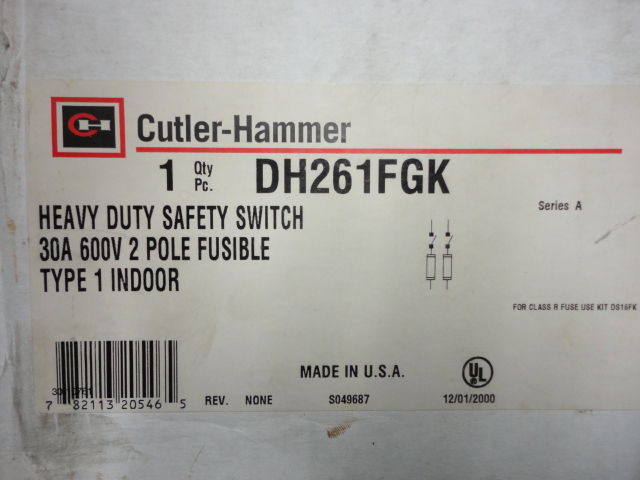 Cutler-Hammer
1 Qty Pc. DH261FGK
Series A
HEAVY DUTY SAFETY SWITCH
30A 600V 2 POLE FUSIBLE
TYPE 1 INDOOR
FOR CLASS R FUSE USE KIT DS16FK
MADE IN U.S.A.
UL
7 82113 20546 5
REV. NONE
S049687
12/01/2000